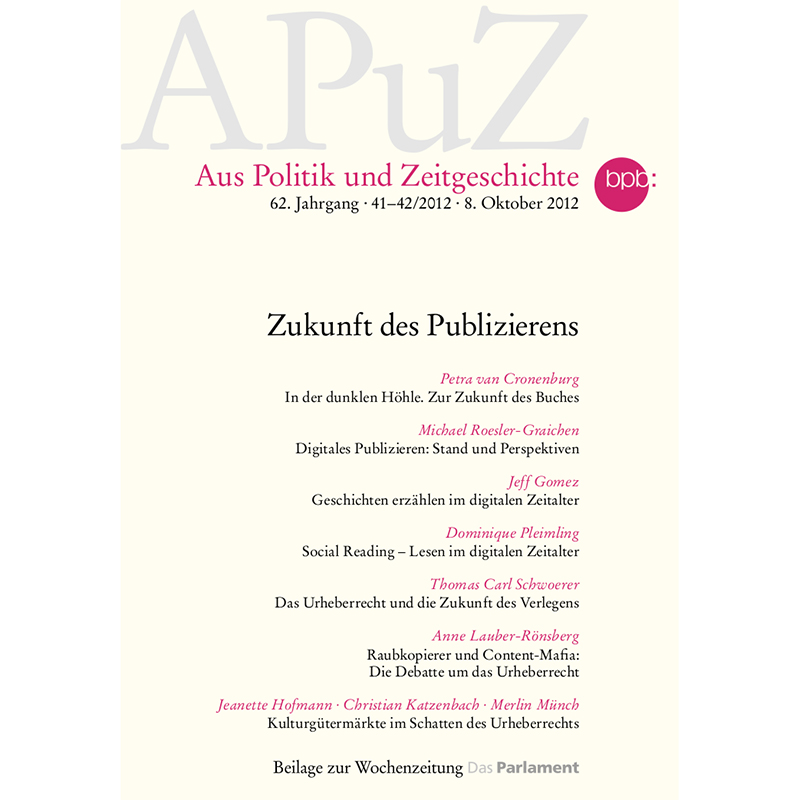 APuZ
Aus Politik und Zeitgeschichte
bpb:
62. Jahrgang · 41–42/2012 · 8. Oktober 2012
Zukunft des Publizierens
Petra van Cronenburg
In der dunklen Höhle. Zur Zukunft des Buches
Michael Roesler-Graichen
Digitales Publizieren: Stand und Perspektiven
Jeff Gomez
Geschichten erzählen im digitalen Zeitalter
Dominique Pleimling
Social Reading – Lesen im digitalen Zeitalter
Thomas Carl Schwoerer
Das Urheberrecht und die Zukunft des Verlegens
Anne Lauber-Rönsberg
Raubkopierer und Content-Mafia:
Die Debatte um das Urheberrecht
Jeanette Hofmann · Christian Katzenbach · Merlin Münch
Kulturgütermärkte im Schatten des Urheberrechts
Beilage zur Wochenzeitung Das Parlament